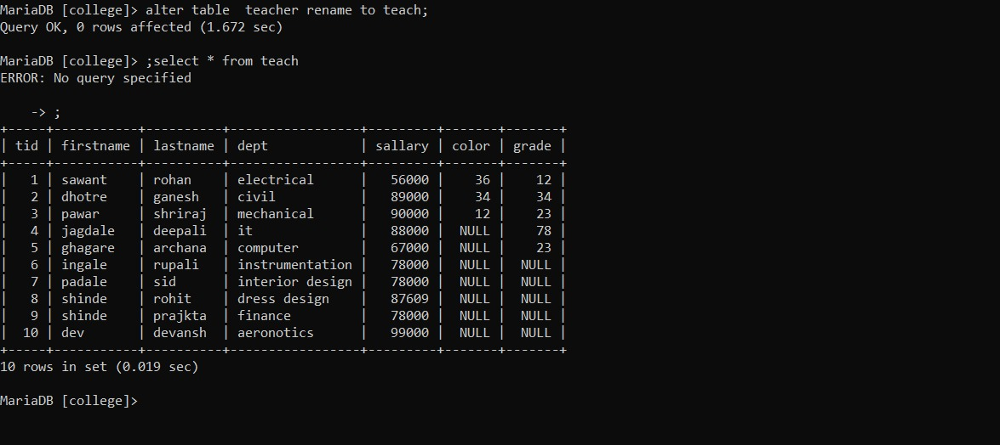 MariaDB [college]> alter table  teacher rename to teach;
Query OK, 0 rows affected (1.672 sec)

MariaDB [college]> ;select * from teach
ERROR: No query specified

    -> ;
+-----+-----------+----------+-----------------+---------+-------+-------+
| tid | firstname | lastname | dept            | sallary | color | grade |
+-----+-----------+----------+-----------------+---------+-------+-------+
|   1 | sawant    | rohan    | electrical      |   56000 |    36 |    12 |
|   2 | dhotre    | ganesh   | civil           |   89000 |    34 |    34 |
|   3 | pawar     | shriraj  | mechanical      |   90000 |    12 |    23 |
|   4 | jagdale   | deepali  | it              |   88000 |  NULL |    78 |
|   5 | ghagare   | archana  | computer        |   67000 |  NULL |    23 |
|   6 | ingale    | rupali   | instrumentation |   78000 |  NULL |  NULL |
|   7 | padale    | sid      | interior design |   78000 |  NULL |  NULL |
|   8 | shinde    | rohit    | dress design    |   87609 |  NULL |  NULL |
|   9 | shinde    | prajkta  | finance         |   78000 |  NULL |  NULL |
|  10 | dev       | devansh  | aeronotics      |   99000 |  NULL |  NULL |
+-----+-----------+----------+-----------------+---------+-------+-------+
10 rows in set (0.019 sec)

MariaDB [college]>